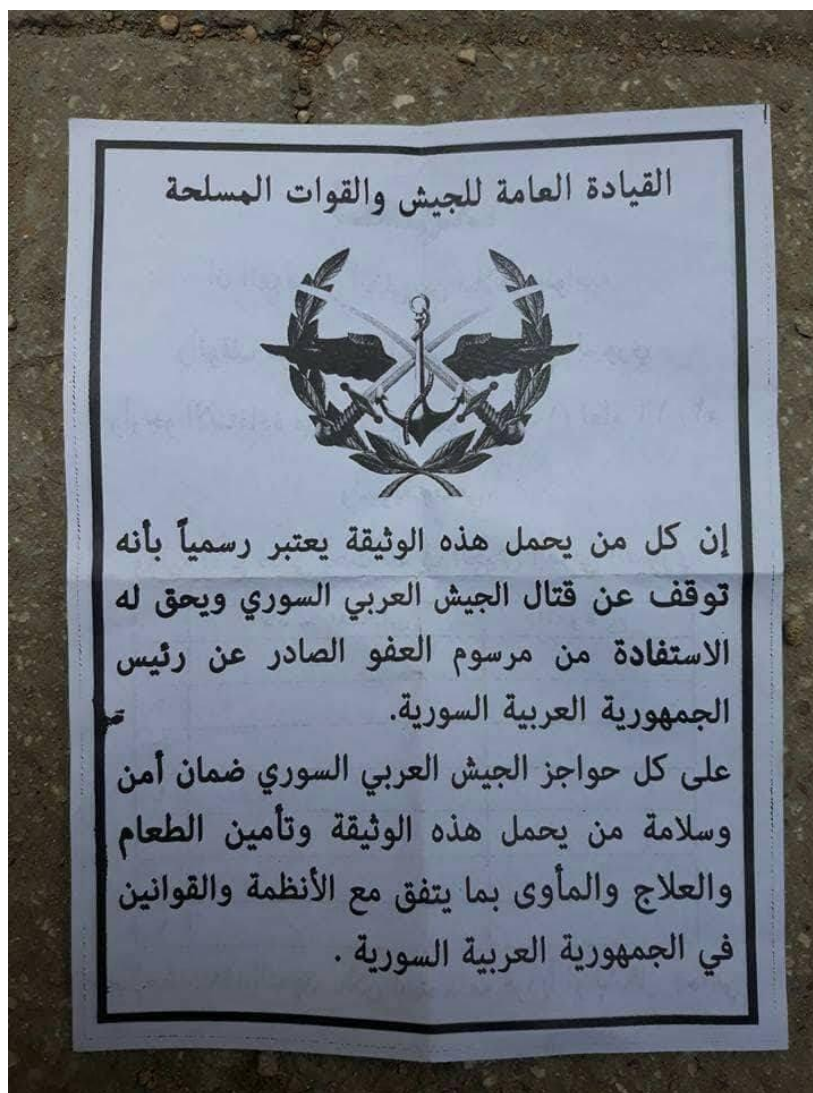 القيادة العامة للجيش والقوات المسلحة
إن كل من يحمل هذه الوثيقة يعتبر رسمياً بأنه
توقف عن قتال الجيش العربي السوري ويحق له
الاستفادة من مرسوم العفو الصادر عن رئيس
الجمهورية العربية السورية.
على كل حواجز الجيش العربي السوري ضمان أمن
وسلامة من يحمل هذه الوثيقة وتأمين الطعام
والعلاج والمأوى بما يتفق مع الأنظمة والقوانين
في الجمهورية العربية السورية .